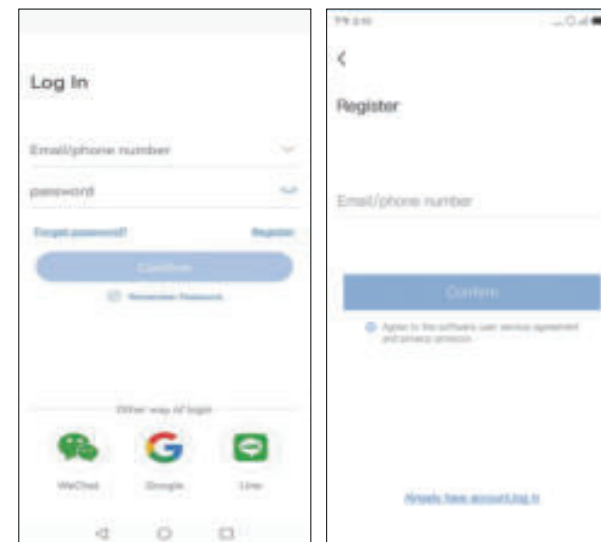 Log In
Email/phone number
password
Forget password?
Register
Confirm
Remember Password
Other way of login
WeChat
Google
Line
Register
Email/phone number
Confirm
Agree to the software user service agreement
and privacy protocol
Already have account,log in